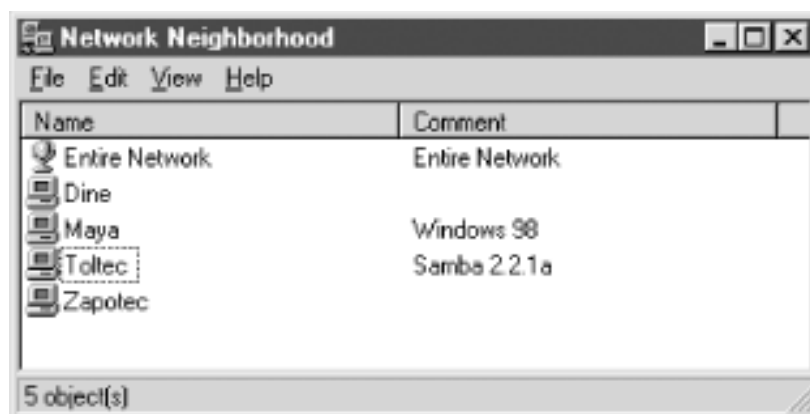 Network Neighborhood
File Edit View Help
Name Comment
Entire Network Entire Network
Dine
Maya Windows 98
Toltec Samba 2.2.1a
Zapotec
5 object(s)